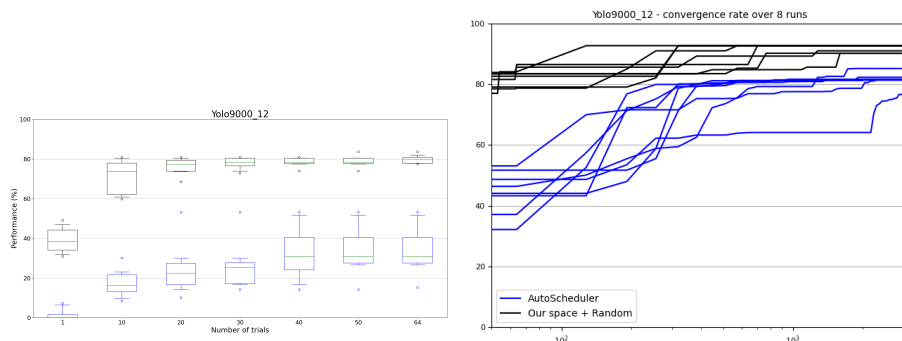 Yolo9000_12
100
80
60
40
20
0
Performance (%)
1 10 20 30 40 50 64
Number of trials
Yolo9000_12 - convergence rate over 8 runs
100
80
60
40
20
0
AutoScheduler
Our space + Random
10² 10³